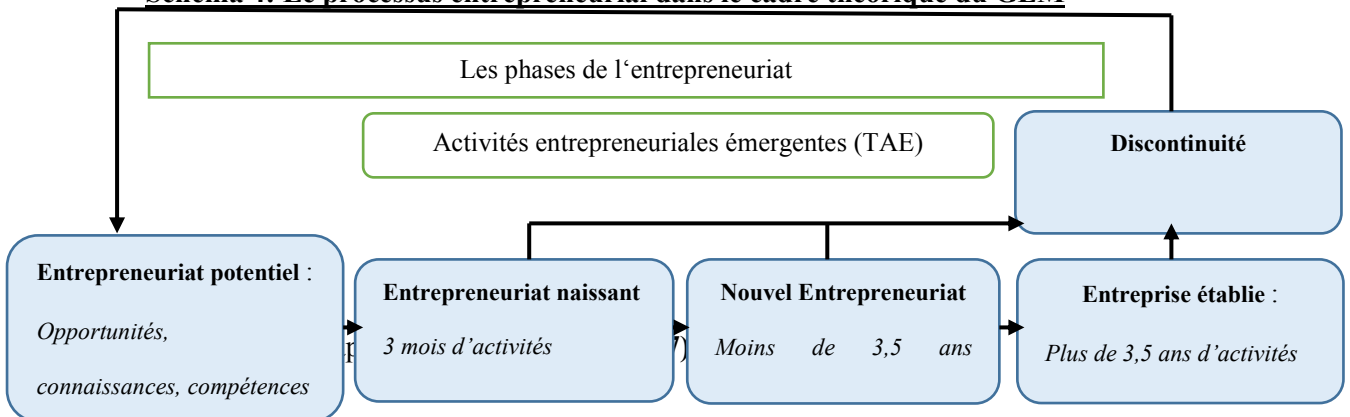 Les phases de l‘entrepreneuriat
Activités entrepreneuriales émergentes (TAE)
Discontinuité
Entrepreneuriat potentiel :
Opportunités,
connaissances, compétences
Entrepreneuriat naissant
3 mois d’activités
Nouvel Entrepreneuriat
Moins de 3,5 ans
Entreprise établie :
Plus de 3,5 ans d’activités